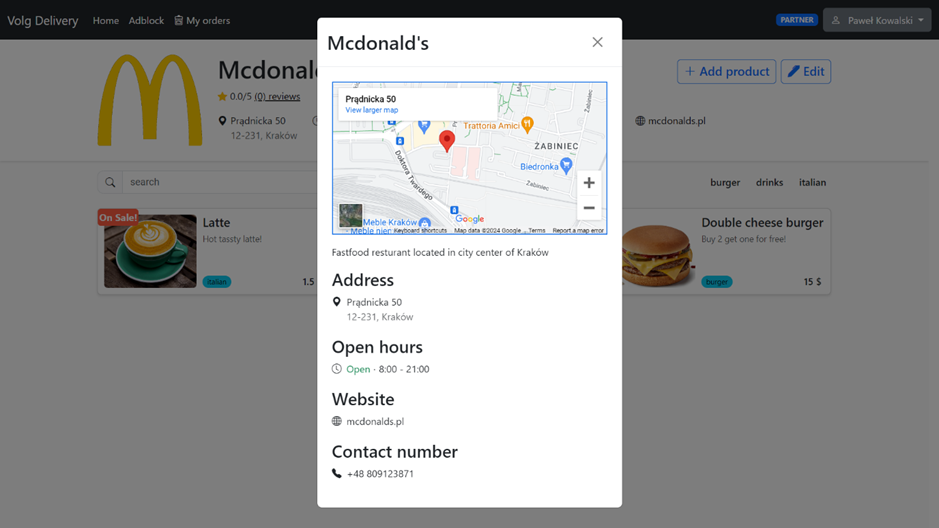 Volg Delivery Home Adblock My orders PARTNER Paweł Kowalski
Mcdonald's
Mcdonal
+ Add product Edit
0.0/5 (0) reviews
Prądnicka 50
12-231, Kraków
mcdonalds.pl
search
burger drinks italian
On Sale!
Latte
Hot tassty latte!
italian
1.5
Double cheese burger
Buy 2 get one for free!
burger
15 $
Prądnicka 50
View larger map
Trattoria Amici
ŻABINIEC
Żabiniec
Biedronka
Doktora Twardego
Żabiniec
Meble Kraków
Meble nier
Google
Keyboard shortcuts Map data ©2024 Google Terms Report a map error
Fastfood resturant located in city center of Kraków
Address
Prądnicka 50
12-231, Kraków
Open hours
Open · 8:00 - 21:00
Website
mcdonalds.pl
Contact number
+48 809123871